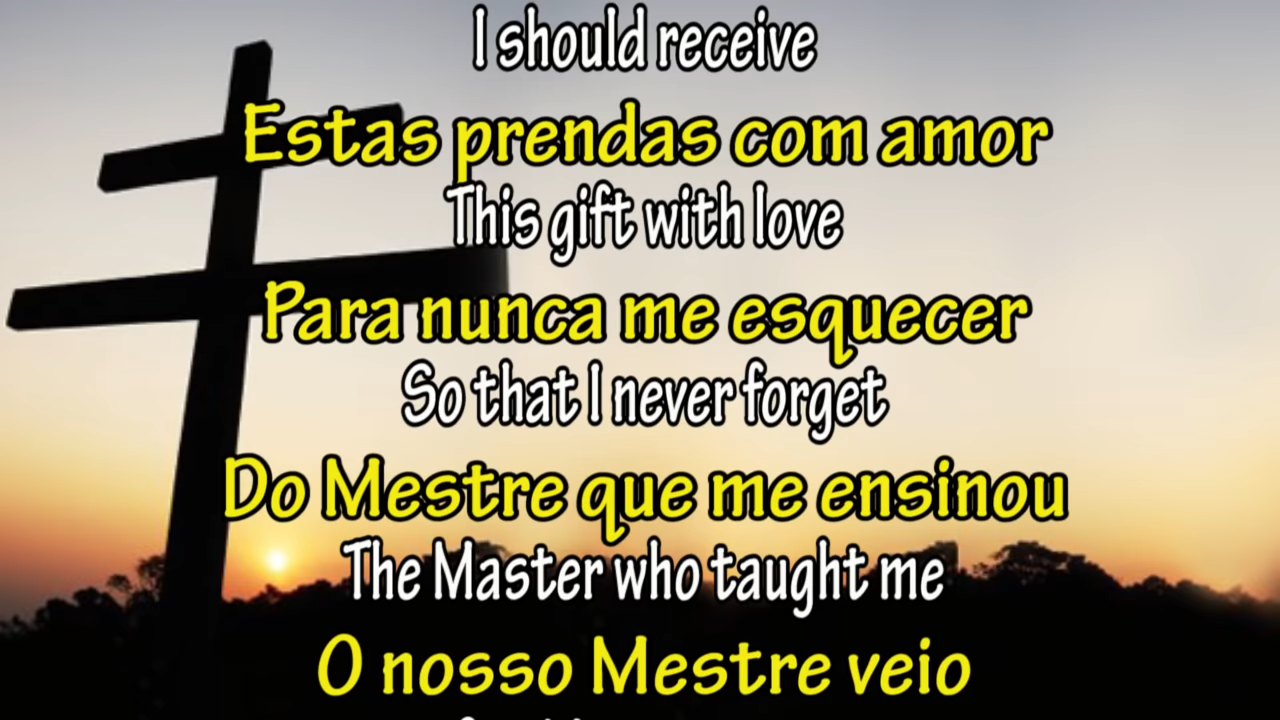 I should receive
Estas prendas com amor
This gift with love
Para nunca me esquecer
So that I never forget
Do Mestre que me ensinou
The Master who taught me
O nosso Mestre veio